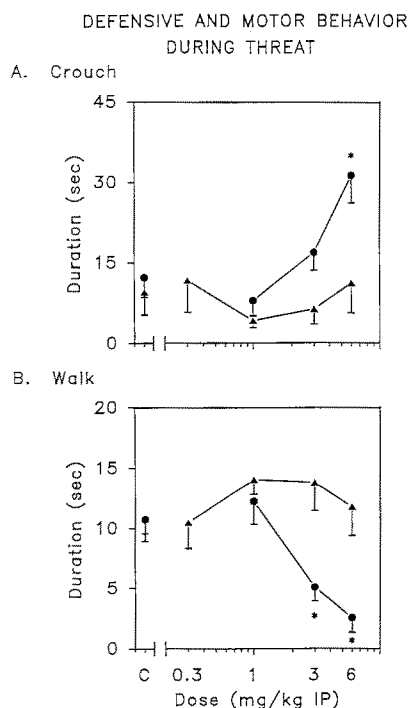 DEFENSIVE AND MOTOR BEHAVIOR
DURING THREAT
A. Crouch
45
30
15
0
Duration (sec)
*
B. Walk
20
15
10
5
0
Duration (sec)
*
*
C 0.3 1 3 6
Dose (mg/kg IP)